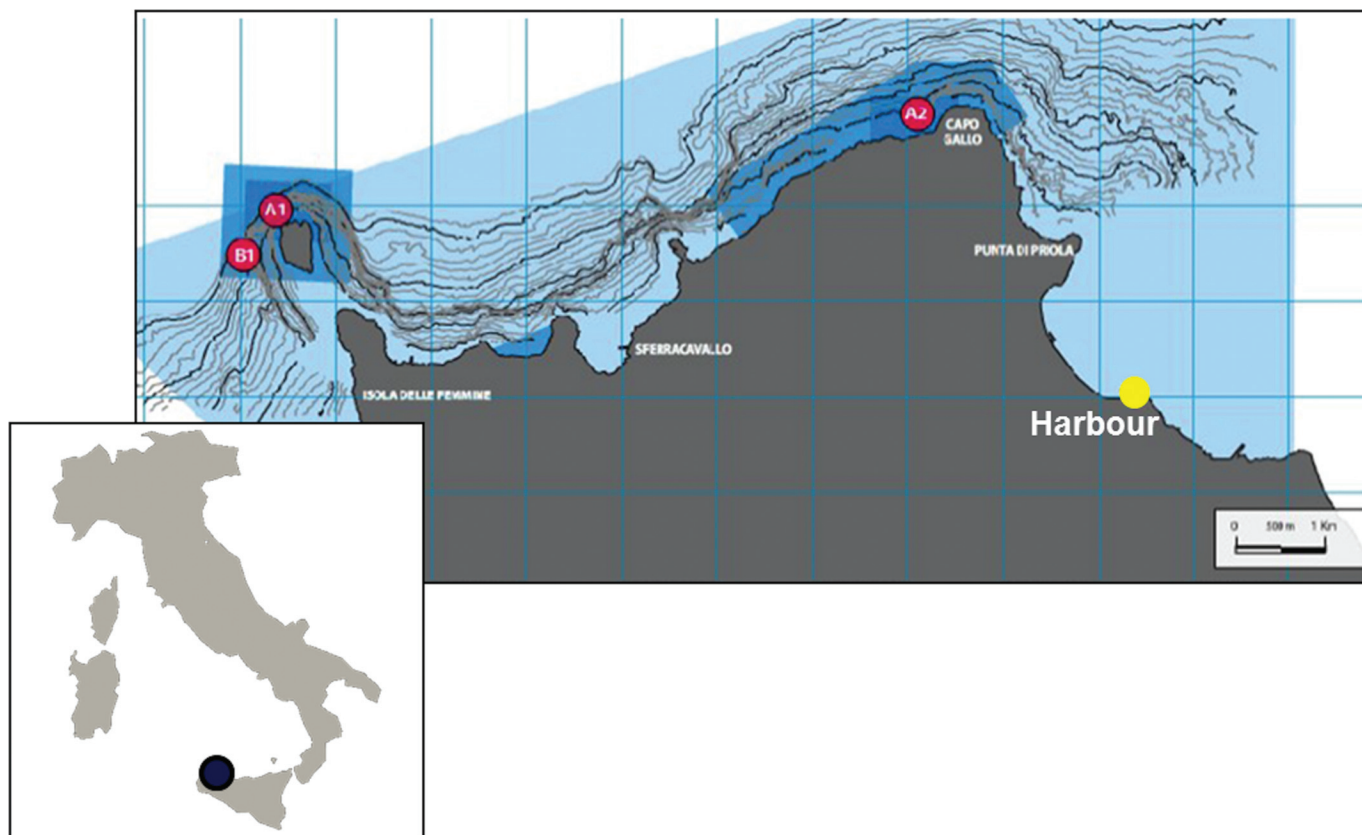 A2
CAPO
GALLO
A1
B1
PUNTA DI PRIOLA
SFERRACAVALLO
ISOLA DELLE FEMMINE
Harbour
0 500 m 1 Km